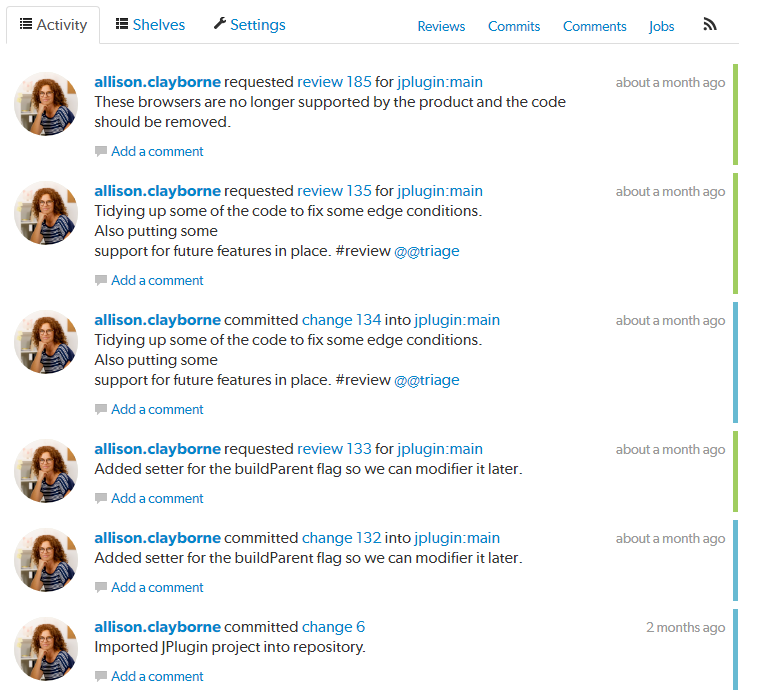 Activity Shelves Settings Reviews Commits Comments Jobs
allison.clayborne requested review 185 for jplugin:main about a month ago
These browsers are no longer supported by the product and the code
should be removed.
Add a comment
allison.clayborne requested review 135 for jplugin:main about a month ago
Tidying up some of the code to fix some edge conditions.
Also putting some
support for future features in place. #review @@triage
Add a comment
allison.clayborne committed change 134 into jplugin:main about a month ago
Tidying up some of the code to fix some edge conditions.
Also putting some
support for future features in place. #review @@triage
Add a comment
allison.clayborne requested review 133 for jplugin:main about a month ago
Added setter for the buildParent flag so we can modifier it later.
Add a comment
allison.clayborne committed change 132 into jplugin:main about a month ago
Added setter for the buildParent flag so we can modifier it later.
Add a comment
allison.clayborne committed change 6 2 months ago
Imported JPlugin project into repository.
Add a comment